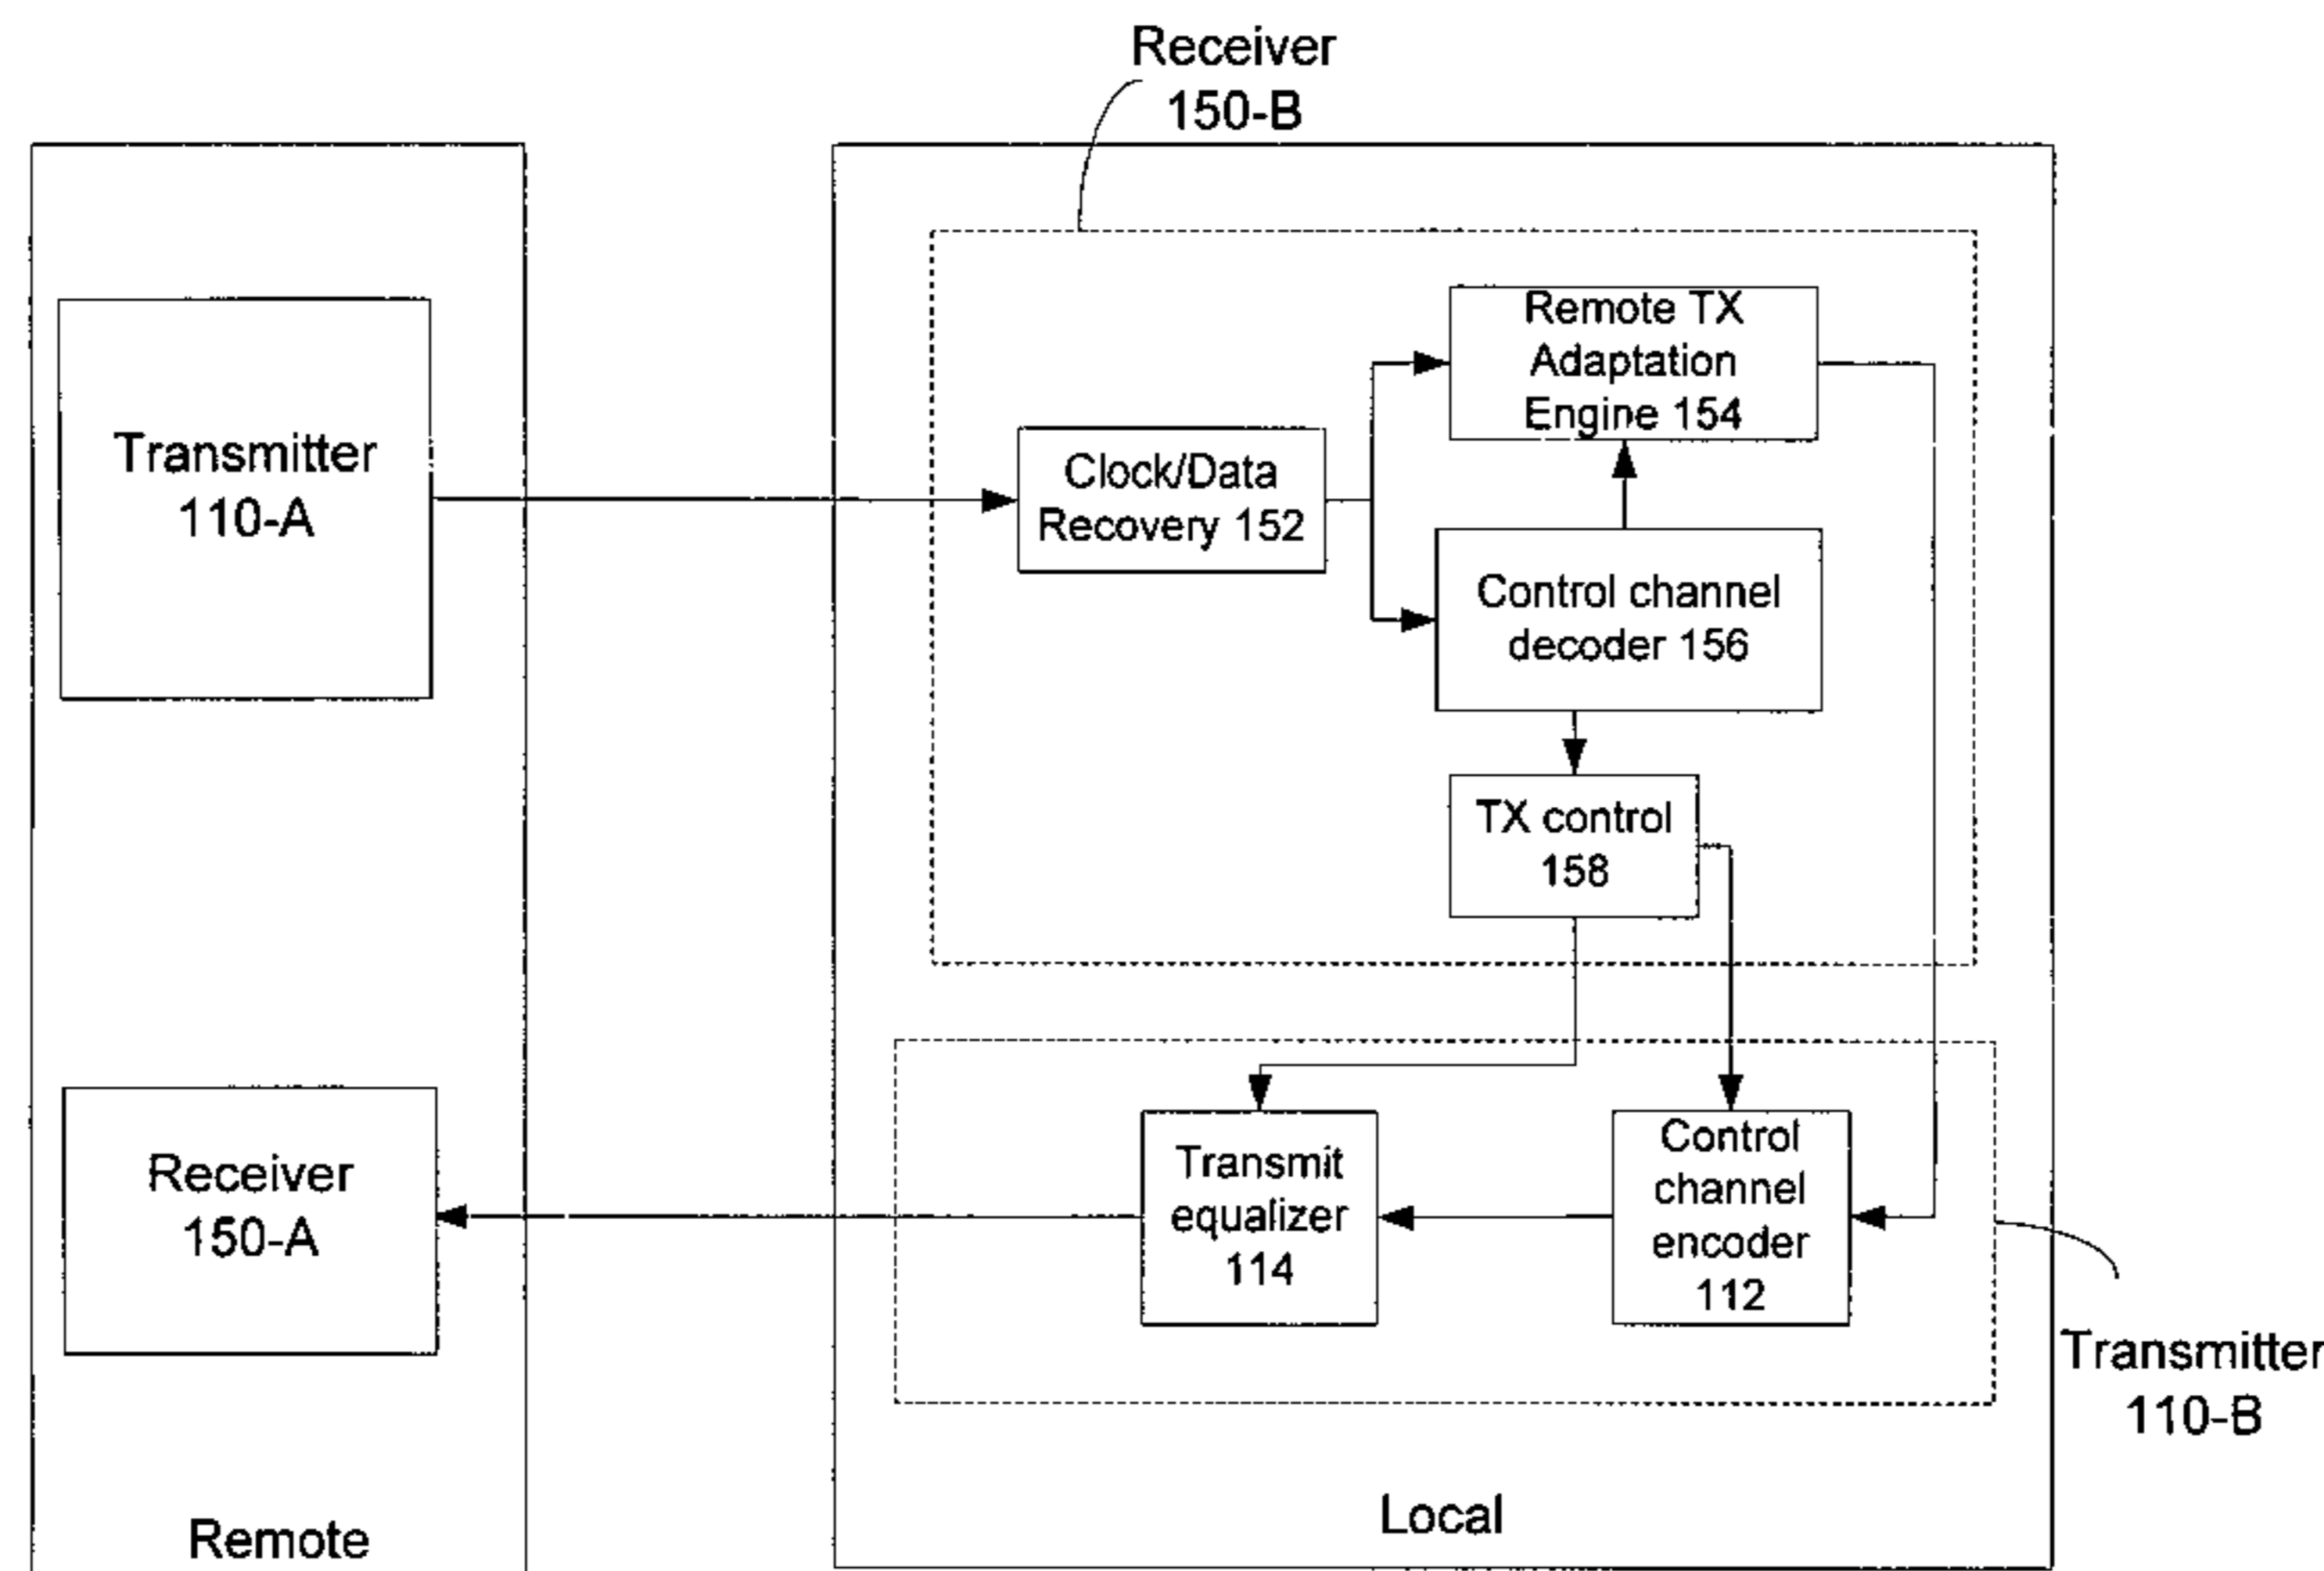 Receiver
150-B
Transmitter
110-A
Remote TX
Adaptation
Engine 154
Clock/Data
Recovery 152
Control channel
decoder 156
TX control
158
Receiver
150-A
Transmit
equalizer
114
Control
channel
encoder
112
Transmitter
110-B
Remote
Local